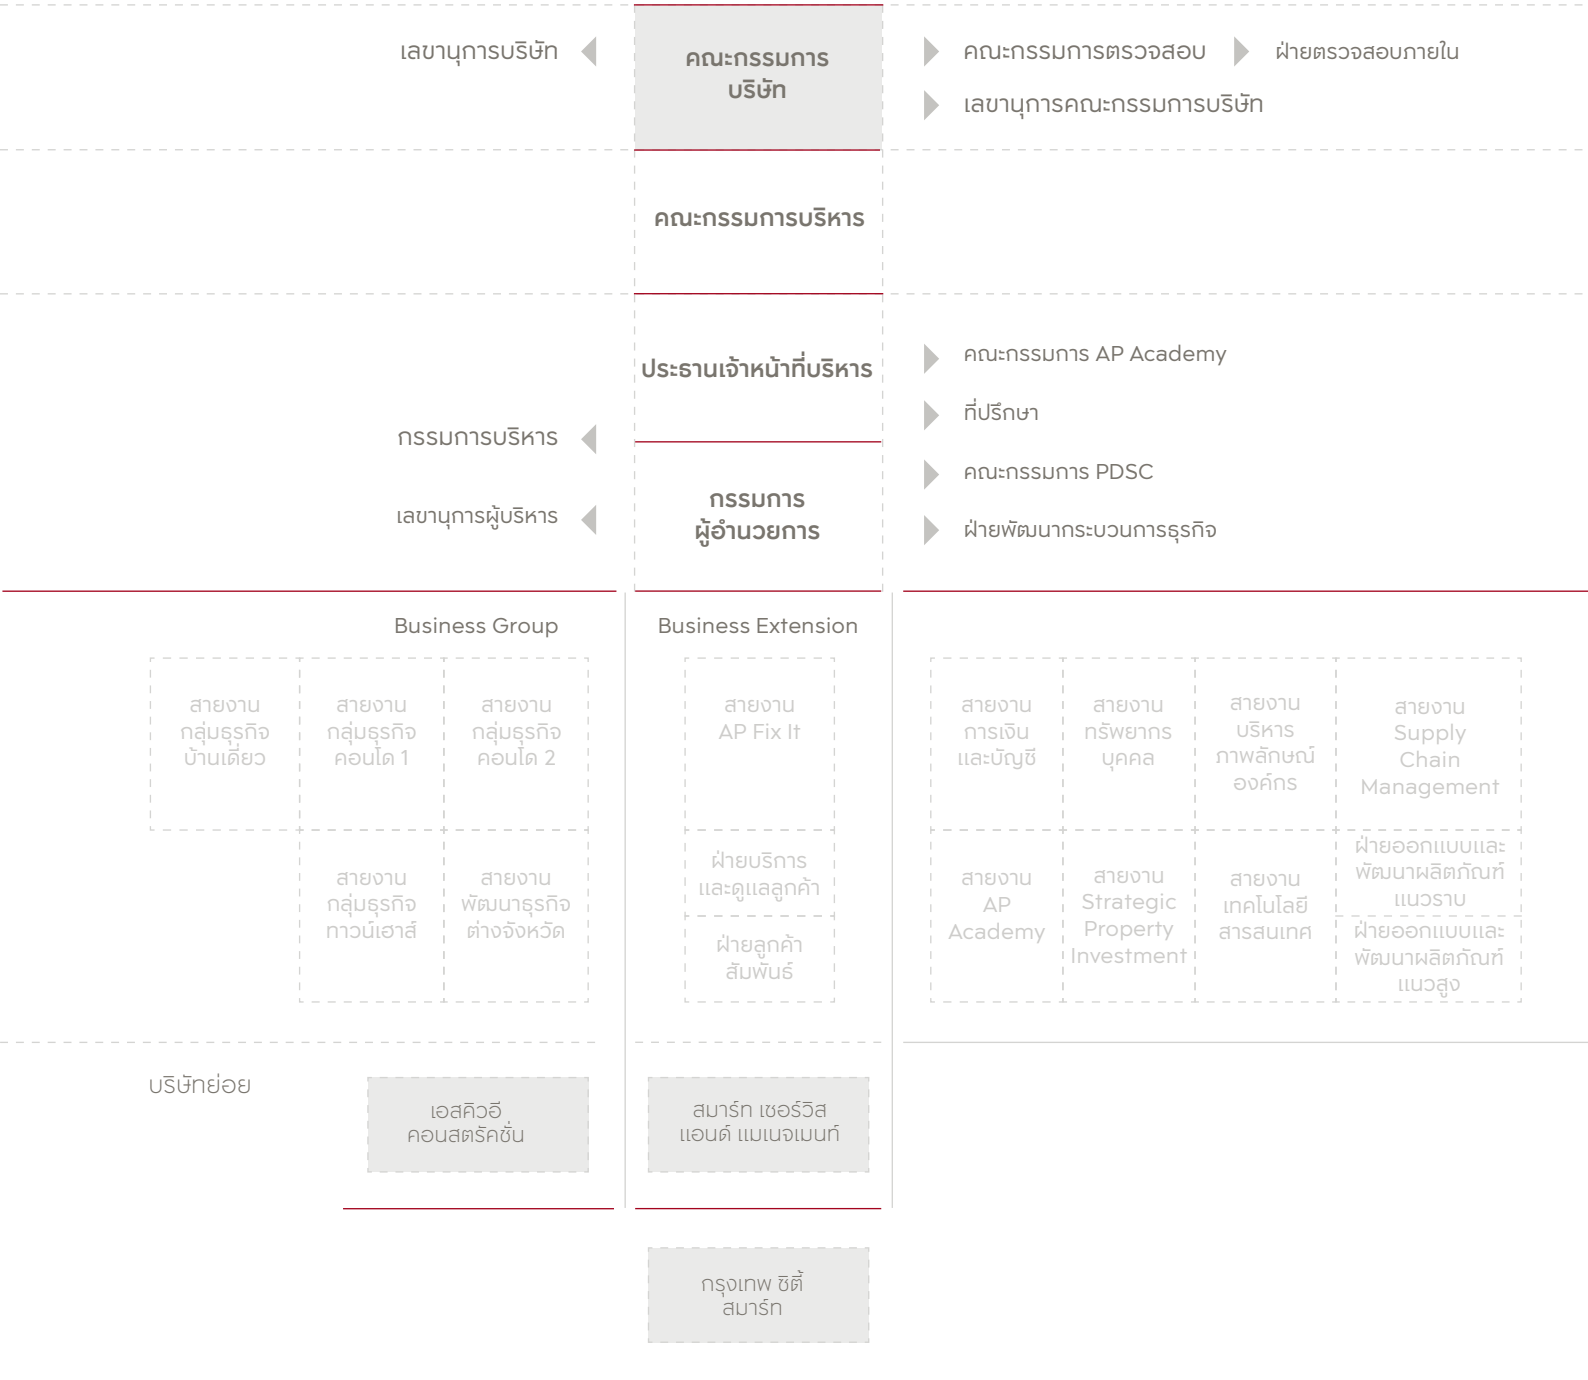 เลขานุการบริษัท
คณะกรรมการ
บริษัท
คณะกรรมการตรวจสอบ
ฝ่ายตรวจสอบภายใน
เลขานุการคณะกรรมการบริษัท
คณะกรรมการบริหาร
ประธานเจ้าหน้าที่บริหาร
คณะกรรมการ AP Academy
ที่ปรึกษา
กรรมการบริหาร
คณะกรรมการ PDSC
เลขานุการผู้บริหาร
กรรมการ
ผู้อำนวยการ
ฝ่ายพัฒนากระบวนการธุรกิจ
Business Group
สายงาน
กลุ่มธุรกิจ
บ้านเดี่ยว
สายงาน
กลุ่มธุรกิจ
คอนโด 1
สายงาน
กลุ่มธุรกิจ
คอนโด 2
สายงาน
กลุ่มธุรกิจ
ทาวน์เฮาส์
สายงาน
พัฒนาธุรกิจ
ต่างจังหวัด
Business Extension
สายงาน
AP Fix It
ฝ่ายบริการ
และดูแลลูกค้า
ฝ่ายลูกค้า
สัมพันธ์
สายงาน
การเงิน
และบัญชี
สายงาน
ทรัพยากร
บุคคล
สายงาน
บริหาร
ภาพลักษณ์
องค์กร
สายงาน
Supply
Chain
Management
สายงาน
AP
Academy
สายงาน
Strategic
Property
Investment
สายงาน
เทคโนโลยี
สารสนเทศ
ฝ่ายออกแบบและ
พัฒนาผลิตภัณฑ์
แนวราบ
ฝ่ายออกแบบและ
พัฒนาผลิตภัณฑ์
แนวสูง
บริษัทย่อย
เอสคิวอี
คอนสตรัคชั่น
สมาร์ท เซอร์วิส
แอนด์ แมเนจเมนท์
กรุงเทพ ซิตี้
สมาร์ท